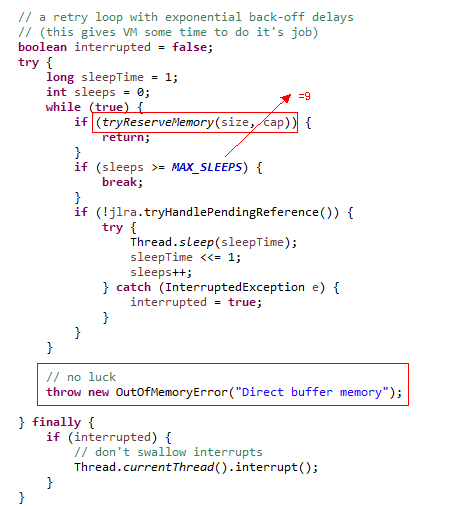 // a retry loop with exponential back-off delays
// (this gives VM some time to do it's job)
boolean interrupted = false;
try {
long sleepTime = 1;
int sleeps = 0;
while (true) {
=9
if (tryReserveMemory(size, cap)) {
return;
}
if (sleeps >= MAX_SLEEPS) {
break;
}
if (!jlra.tryHandlePendingReference()) {
try {
Thread.sleep(sleepTime);
sleepTime <<= 1;
sleeps++;
} catch (InterruptedException e) {
interrupted = true;
}
}
}
// no luck
throw new OutOfMemoryError("Direct buffer memory");
} finally {
if (interrupted) {
// don't swallow interrupts
Thread.currentThread().interrupt();
}
}